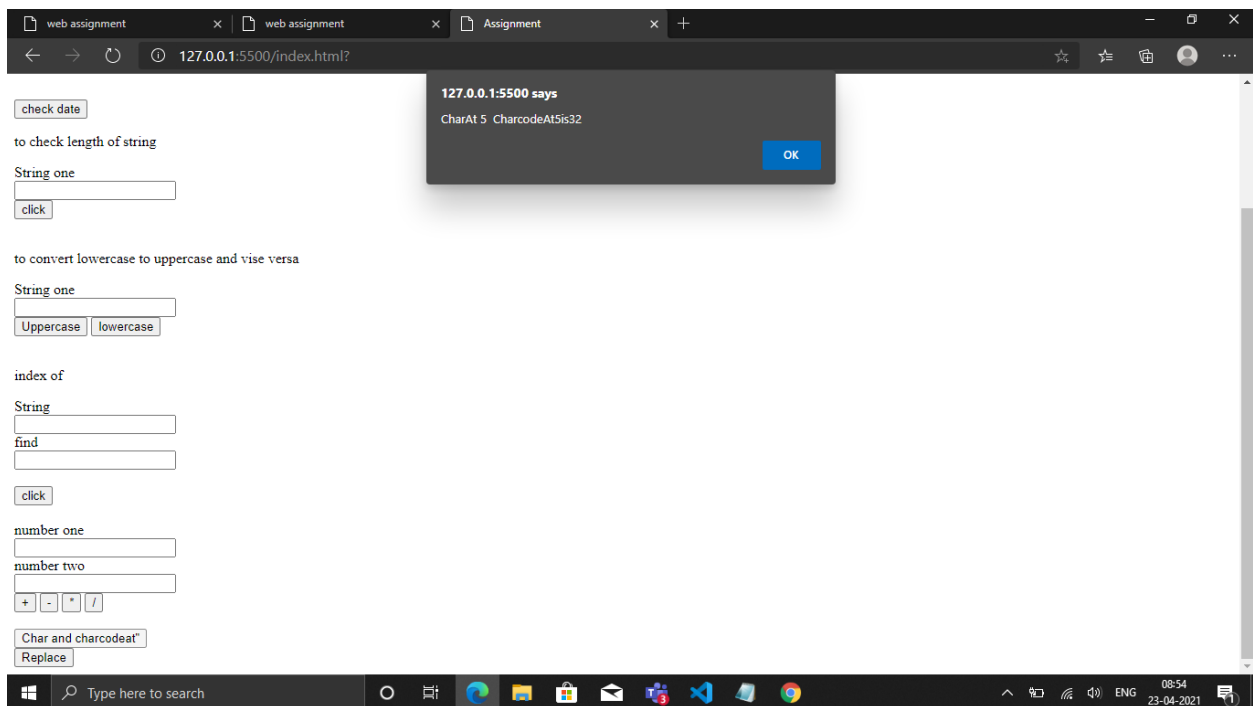 web assignment
web assignment
Assignment
127.0.0.1:5500/index.html?
127.0.0.1:5500 says
CharAt 5  CharcodeAt5is32
OK
check date
to check length of string
String one
click
to convert lowercase to uppercase and vise versa
String one
Uppercase lowercase
index of
String
find
click
number one
number two
+ - * /
Char and charcodeat"
Replace
Type here to search
3
ENG
08:54
23-04-2021
1